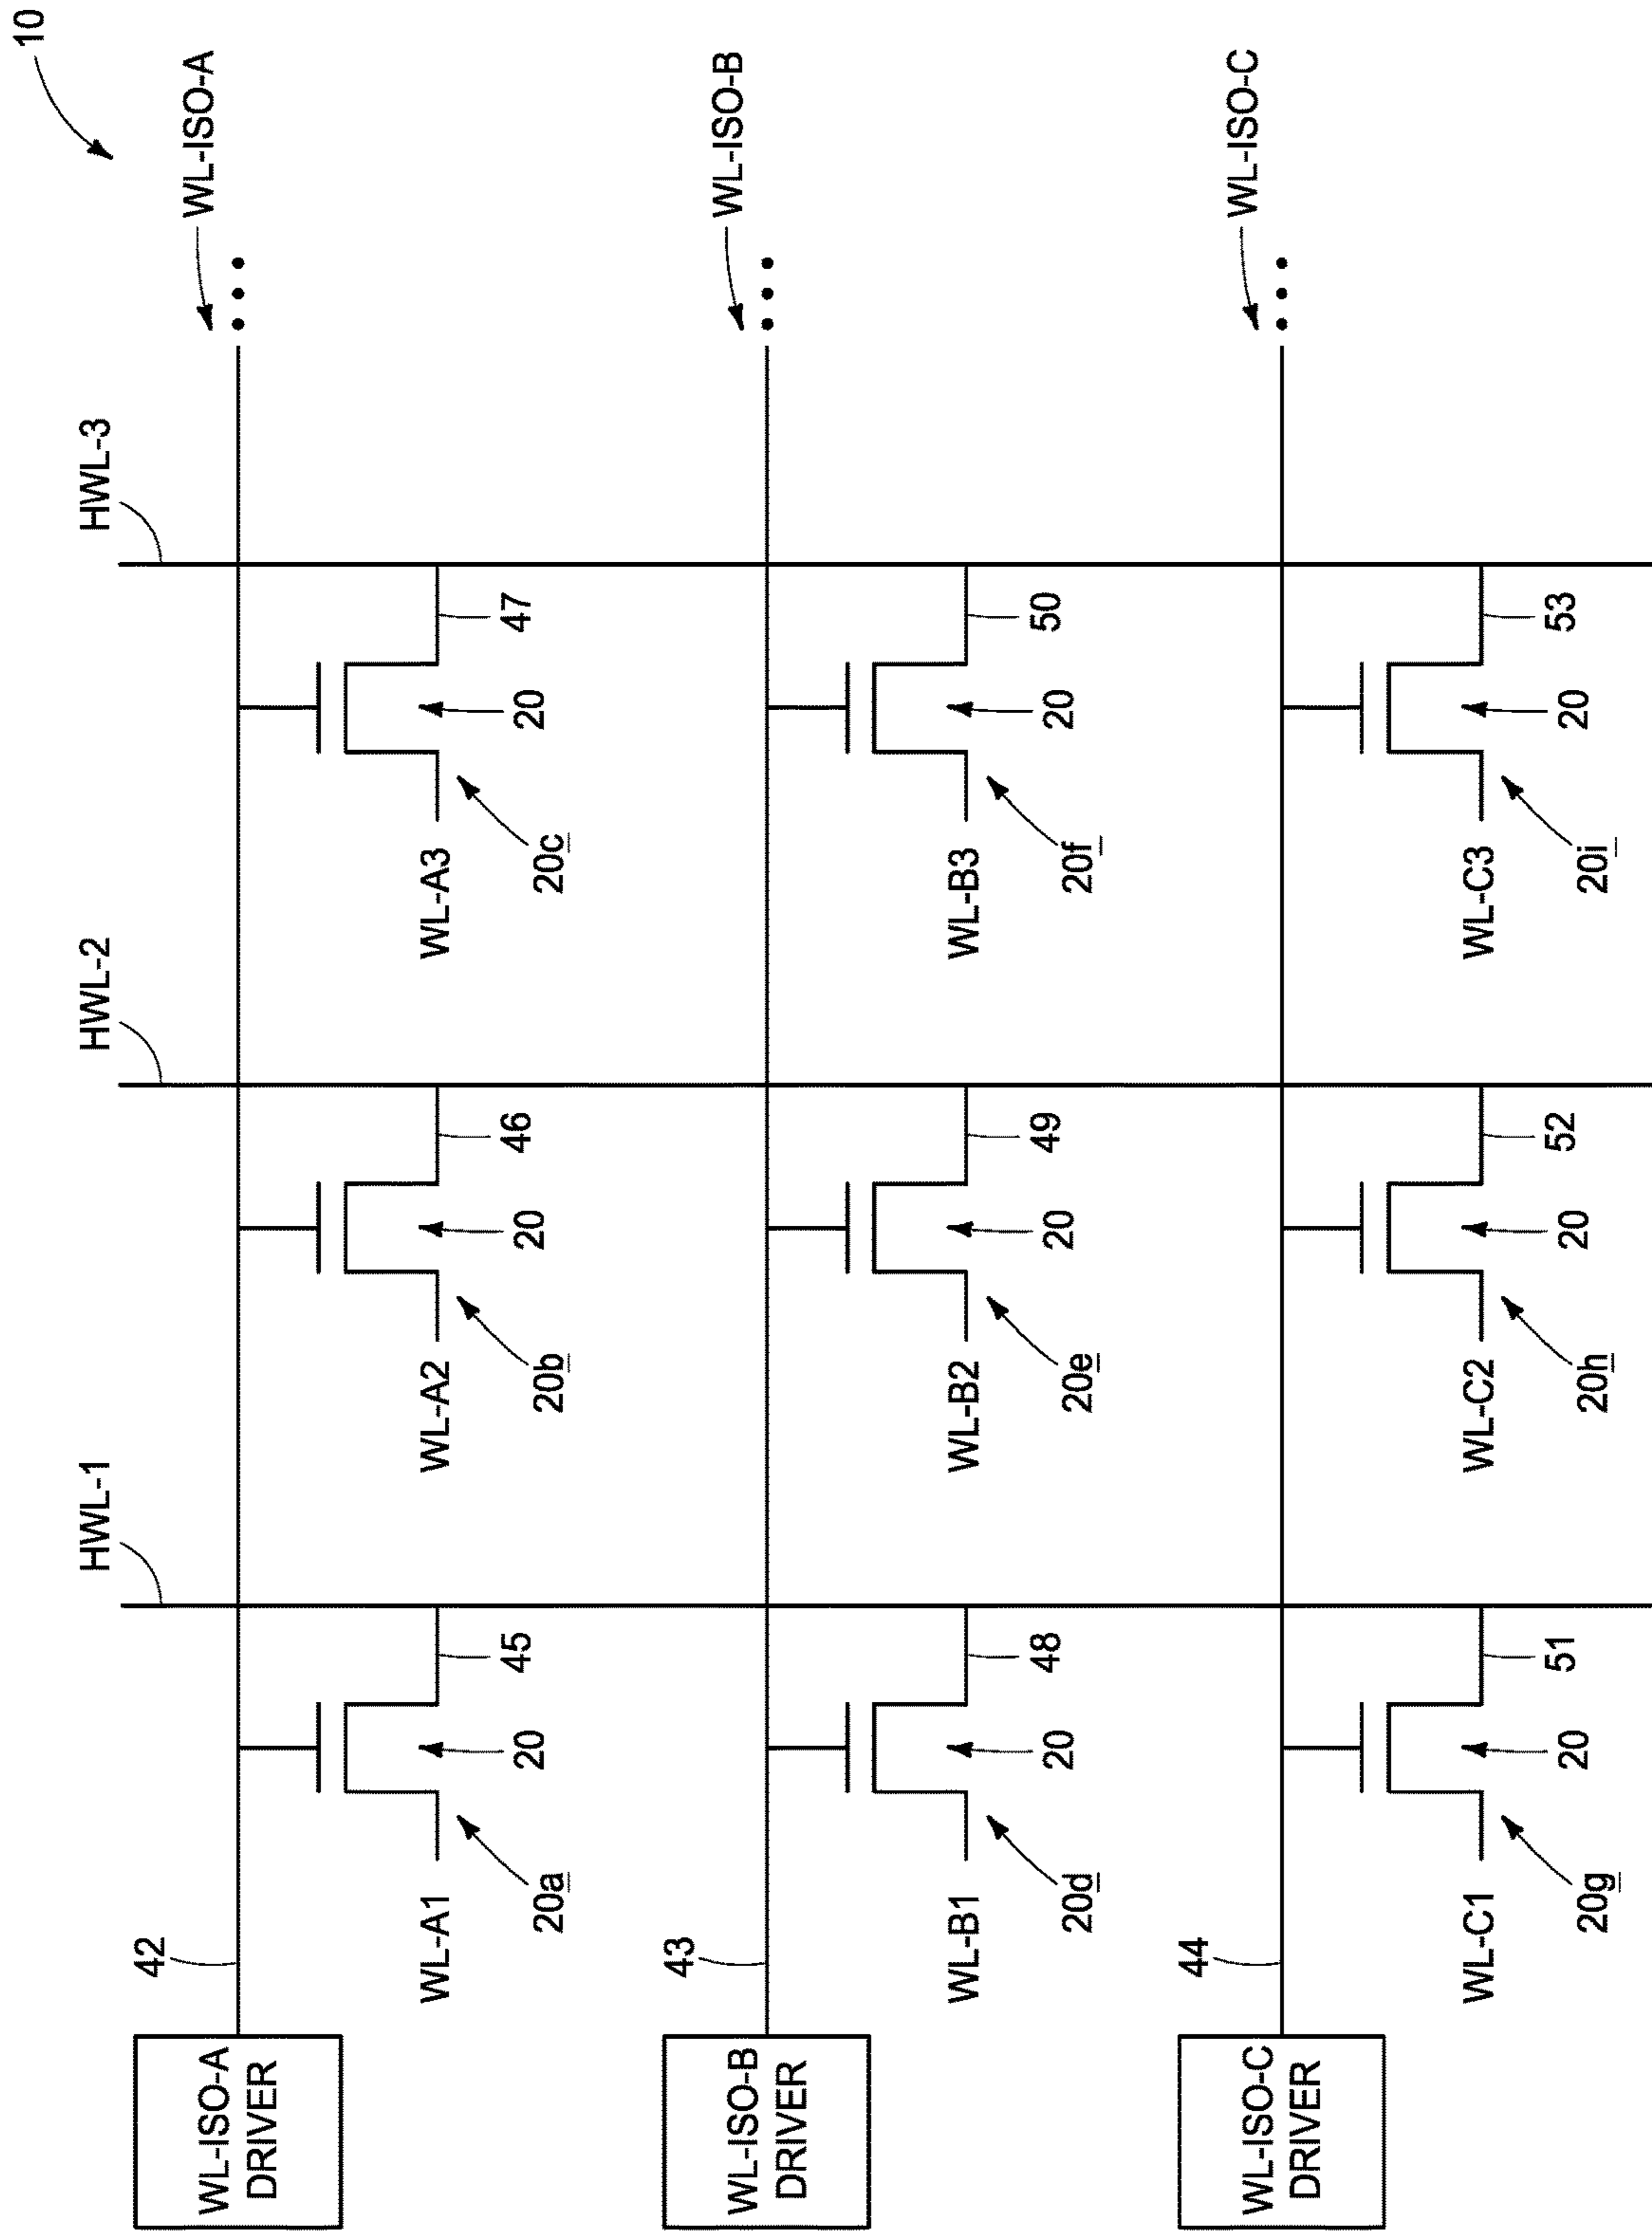 10
HWL-1
HWL-2
HWL-3
WL-ISO-A
42
WL-ISO-A
DRIVER
45
46
47
20
20
20
WL-A1
WL-A2
WL-A3
20a
20b
20c
WL-ISO-B
43
WL-ISO-B
DRIVER
48
49
50
20
20
20
WL-B1
WL-B2
WL-B3
20d
20e
20f
WL-ISO-C
44
WL-ISO-C
DRIVER
51
52
53
20
20
20
WL-C1
WL-C2
WL-C3
20g
20h
20i